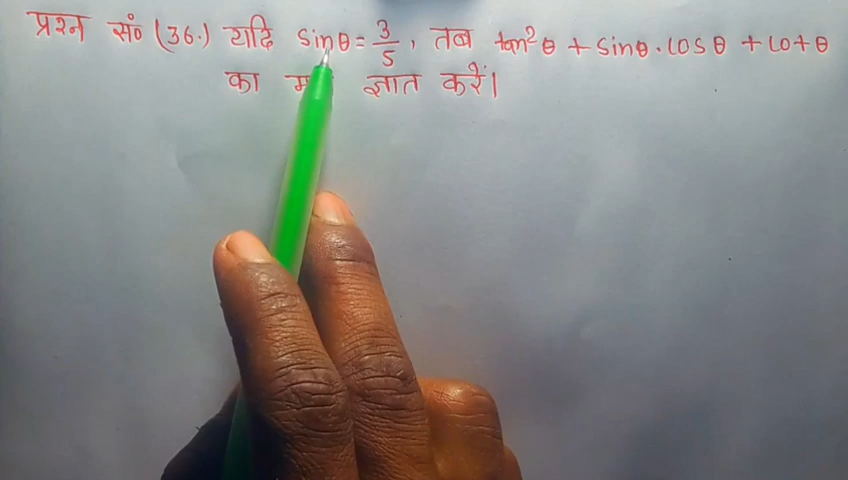 प्रश्न सं० (36.) यदि sinθ = 3/5, तब tan²θ + sinθ.cosθ + cotθ
का ज्ञात करें।